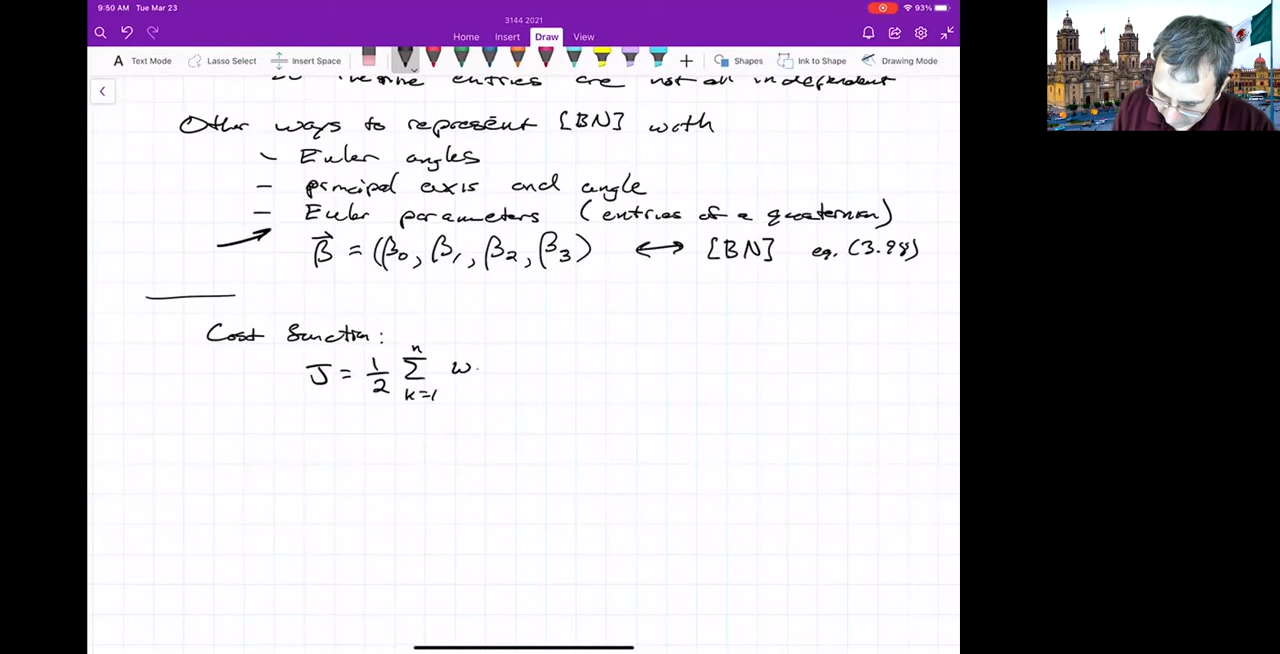 9:50 AM Tue Mar 23
93%
3144 2021
Home Insert Draw View
Text Mode Lasso Select Insert Space Shapes Ink to Shape Drawing Mode
entries are not all independent
Other ways to represent [BN] with
- Euler angles
- principal axis and angle
- Euler parameters (entries of a quaternion)
β⃗ = (β₀, β₁, β₂, β₃) ⟷ [BN] eq. (3.98)
Cost function:
J = 1/2 Σ_{k=1}^{n} w